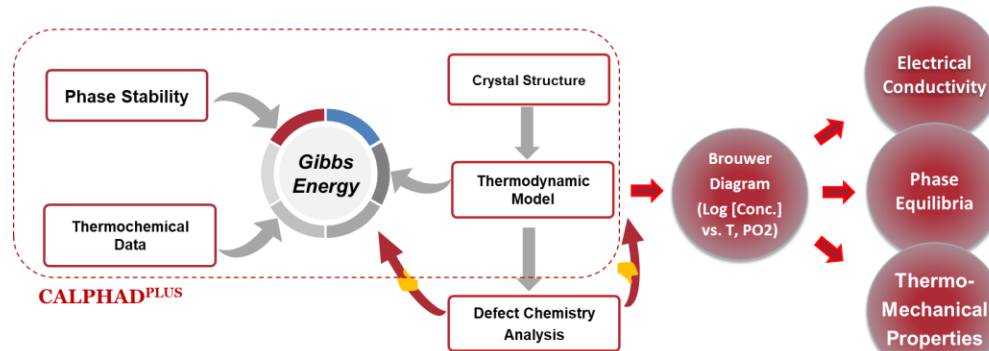 Phase Stability
Thermochemical
Data
Gibbs
Energy
Crystal Structure
Thermodynamic
Model
Defect Chemistry
Analysis
CALPHADPLUS
Brouwer
Diagram
(Log [Conc.]
vs. T, PO2)
Electrical
Conductivity
Phase
Equilibria
Thermo-
Mechanical
Properties